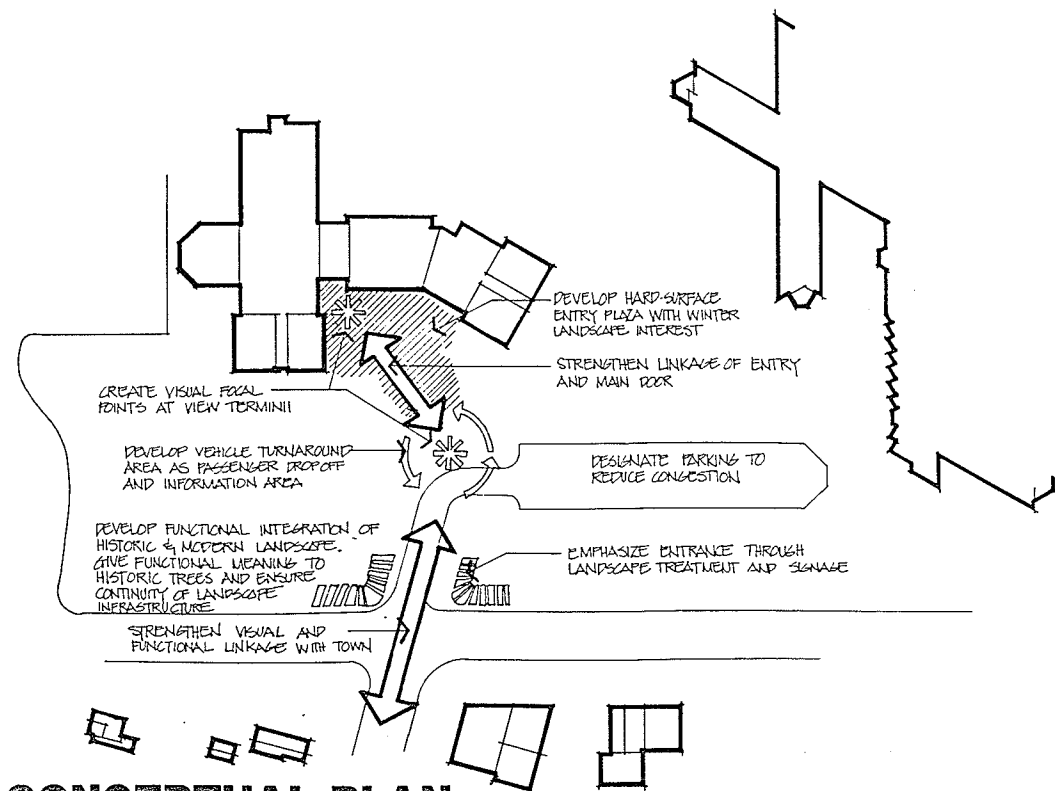 DEVELOP HARD-SURFACE
ENTRY PLAZA WITH WINTER
LANDSCAPE INTEREST
STRENGTHEN LINKAGE OF ENTRY
AND MAIN DOOR
CREATE VISUAL FOCAL
POINTS AT VIEW TERMINII
DEVELOP VEHICLE TURNAROUND
AREA AS PASSENGER DROPOFF
AND INFORMATION AREA
DESIGNATE PARKING TO
REDUCE CONGESTION
DEVELOP FUNCTIONAL INTEGRATION OF
HISTORIC & MODERN LANDSCAPE.
GIVE FUNCTIONAL MEANING TO
HISTORIC TREES AND ENSURE
CONTINUITY OF LANDSCAPE
INFRASTRUCTURE
EMPHASIZE ENTRANCE THROUGH
LANDSCAPE TREATMENT AND SIGNAGE
STRENGTHEN VISUAL AND
FUNCTIONAL LINKAGE WITH TOWN
CONCEPTUAL PLAN